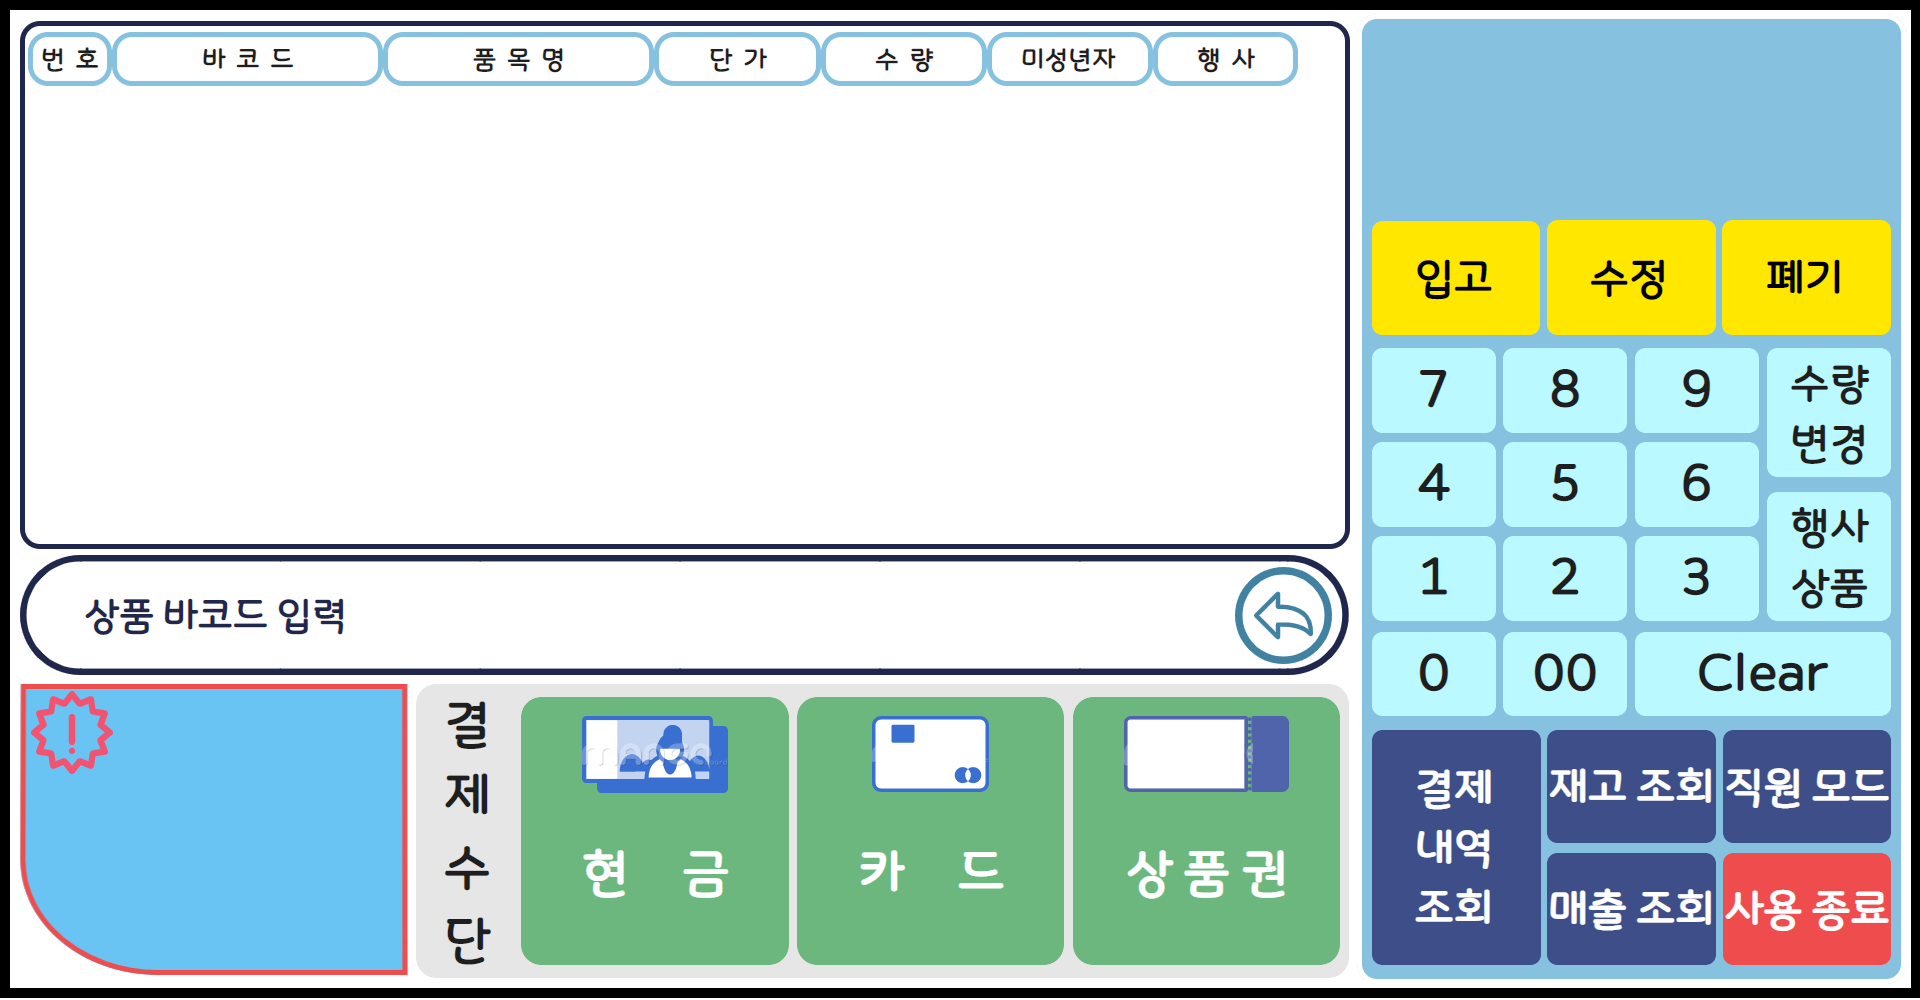 번 호 바 코 드 품 목 명 단 가 수 량 미성년자 행 사
상품 바코드 입력
결
제
수
단
현 금
카 드
상품권
입고 수정 폐기
7 8 9
수량
변경
4 5 6
행사
상품
1 2 3
0 00 Clear
결제
내역
조회
재고 조회
직원 모드
매출 조회
사용 종료